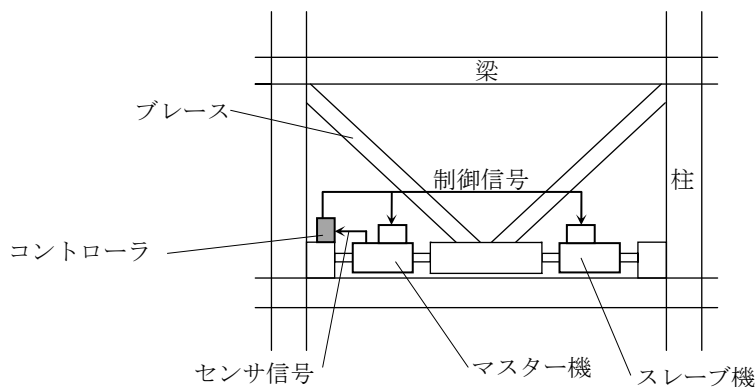 梁
ブレース
制御信号
柱
コントローラ
センサ信号
マスター機
スレーブ機